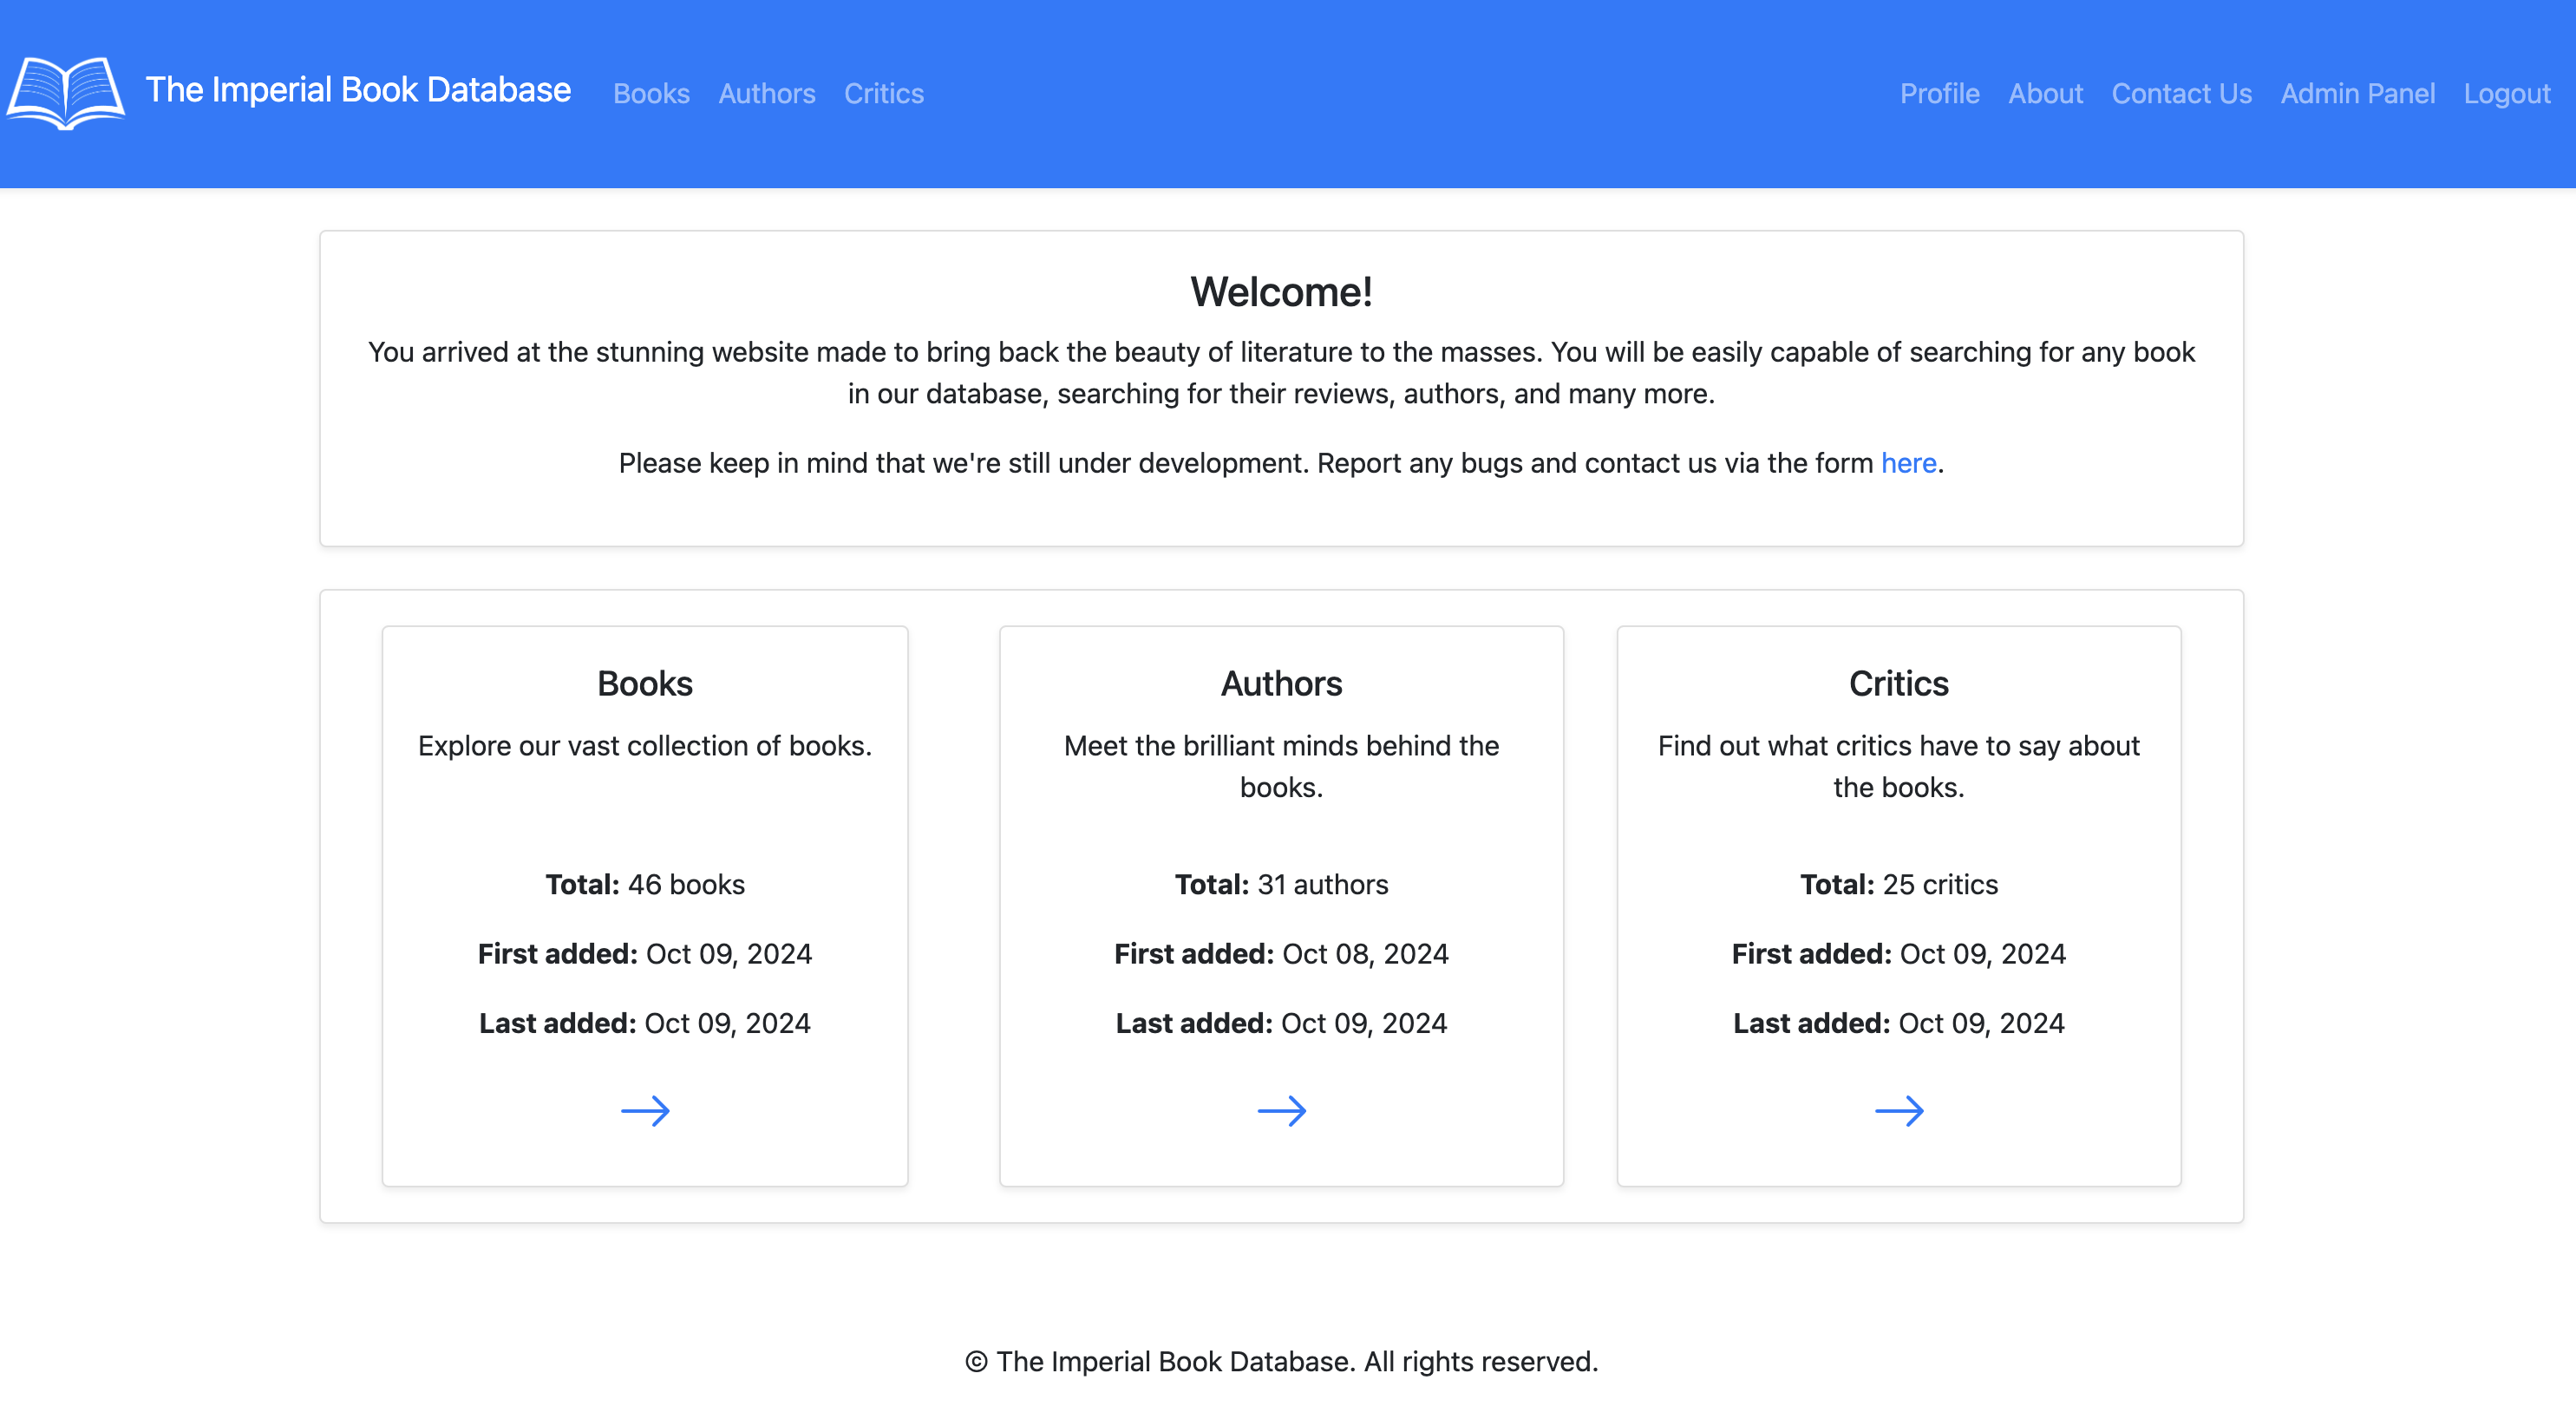 The Imperial Book Database Books Authors Critics Profile About Contact Us Admin Panel Logout
Welcome!
You arrived at the stunning website made to bring back the beauty of literature to the masses. You will be easily capable of searching for any book
in our database, searching for their reviews, authors, and many more.
Please keep in mind that we're still under development. Report any bugs and contact us via the form here.
Books
Explore our vast collection of books.
Total: 46 books
First added: Oct 09, 2024
Last added: Oct 09, 2024
Authors
Meet the brilliant minds behind the
books.
Total: 31 authors
First added: Oct 08, 2024
Last added: Oct 09, 2024
Critics
Find out what critics have to say about
the books.
Total: 25 critics
First added: Oct 09, 2024
Last added: Oct 09, 2024
© The Imperial Book Database. All rights reserved.